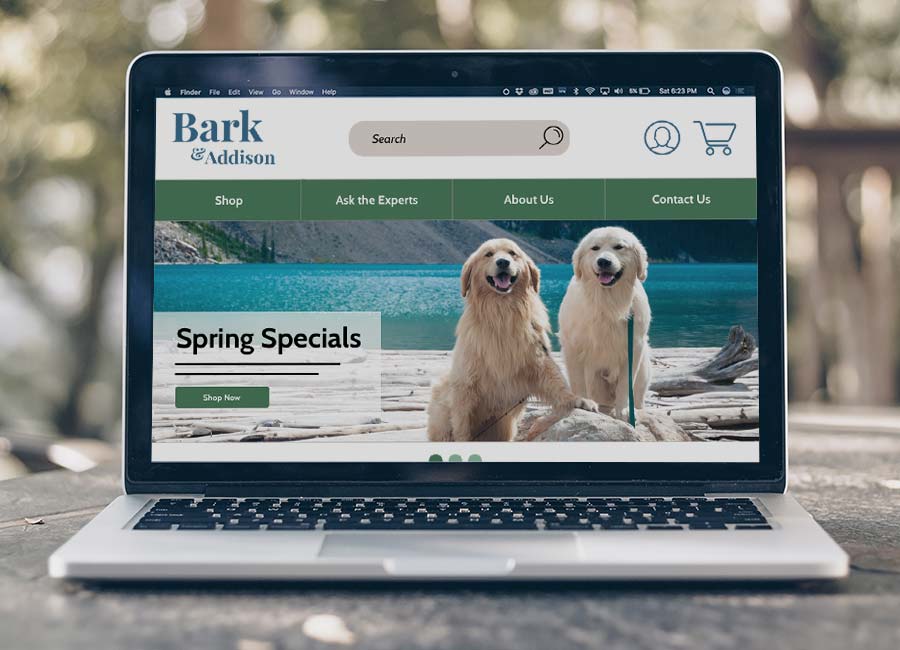 Finder File Edit View Go Window Help 5% Sat 6:23 PM
Bark
& Addison
Search
Shop Ask the Experts About Us Contact Us
Spring Specials
Shop Now